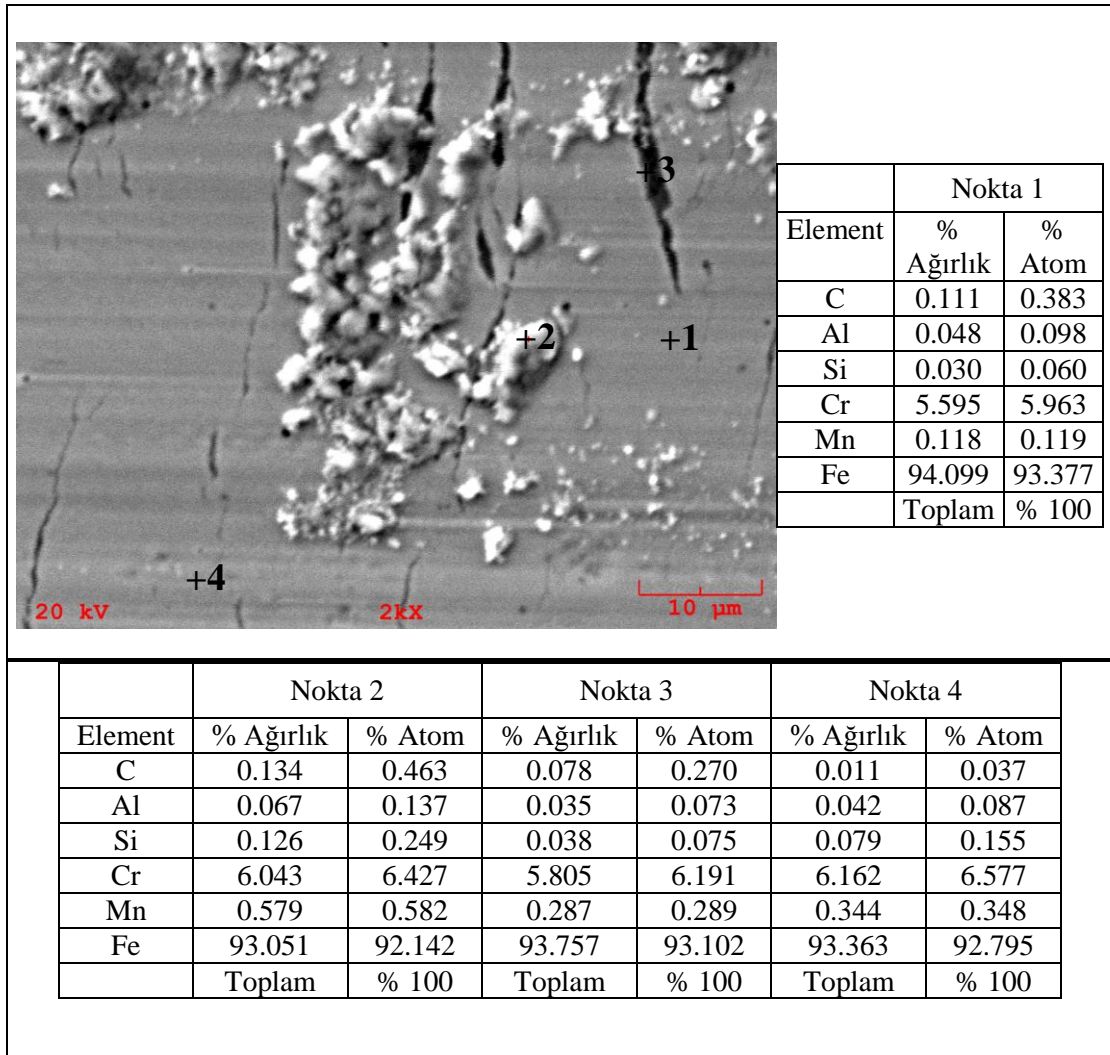 +3
+2 +1
+4
20 kV 2kX 10 µm
Nokta 1
Element % Ağırlık % Atom
C 0.111 0.383
Al 0.048 0.098
Si 0.030 0.060
Cr 5.595 5.963
Mn 0.118 0.119
Fe 94.099 93.377
Toplam % 100
Nokta 2 Nokta 3 Nokta 4
Element % Ağırlık % Atom % Ağırlık % Atom % Ağırlık % Atom
C 0.134 0.463 0.078 0.270 0.011 0.037
Al 0.067 0.137 0.035 0.073 0.042 0.087
Si 0.126 0.249 0.038 0.075 0.079 0.155
Cr 6.043 6.427 5.805 6.191 6.162 6.577
Mn 0.579 0.582 0.287 0.289 0.344 0.348
Fe 93.051 92.142 93.757 93.102 93.363 92.795
Toplam % 100 Toplam % 100 Toplam % 100